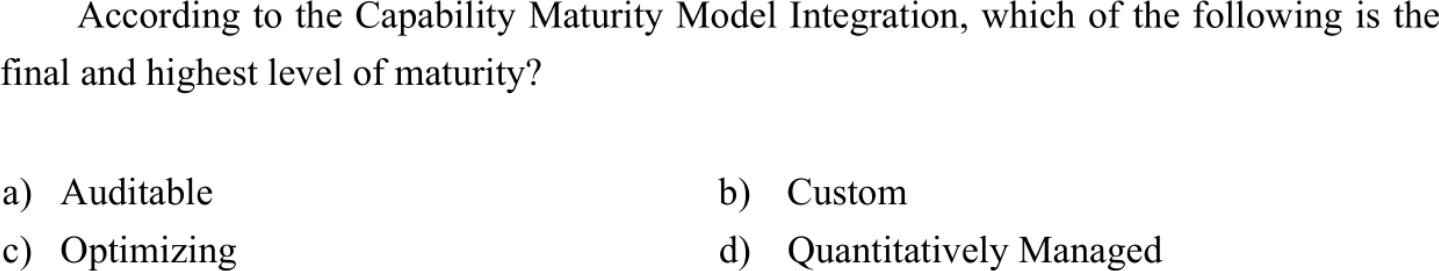 According to the Capability Maturity Model Integration, which of the following is the
final and highest level of maturity?
a) Auditable b) Custom
c) Optimizing d) Quantitatively Managed